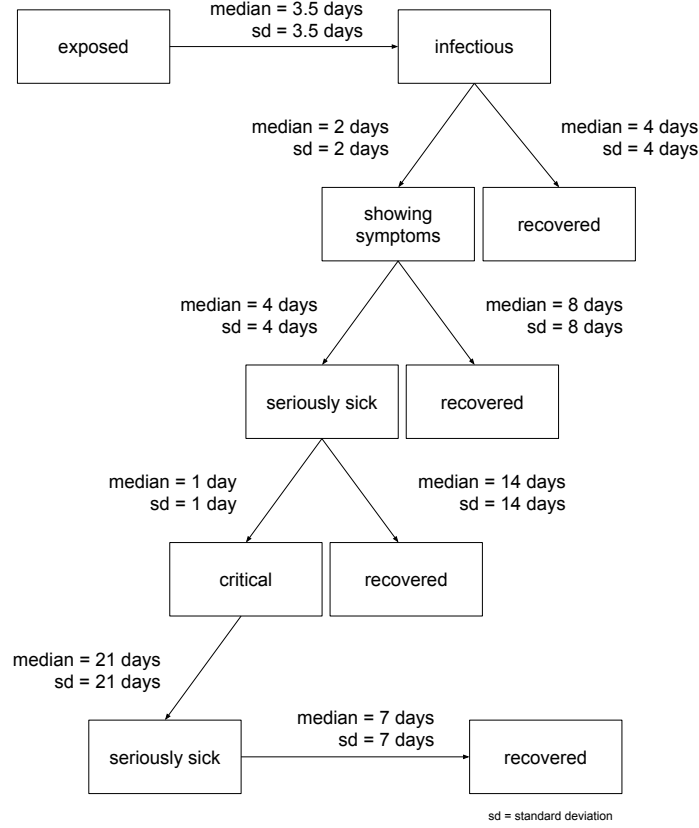 median = 3.5 days
sd = 3.5 days
exposed
infectious
median = 2 days
sd = 2 days
median = 4 days
sd = 4 days
showing
symptoms
recovered
median = 4 days
sd = 4 days
median = 8 days
sd = 8 days
seriously sick
recovered
median = 1 day
sd = 1 day
median = 14 days
sd = 14 days
critical
recovered
median = 21 days
sd = 21 days
median = 7 days
sd = 7 days
seriously sick
recovered
sd = standard deviation